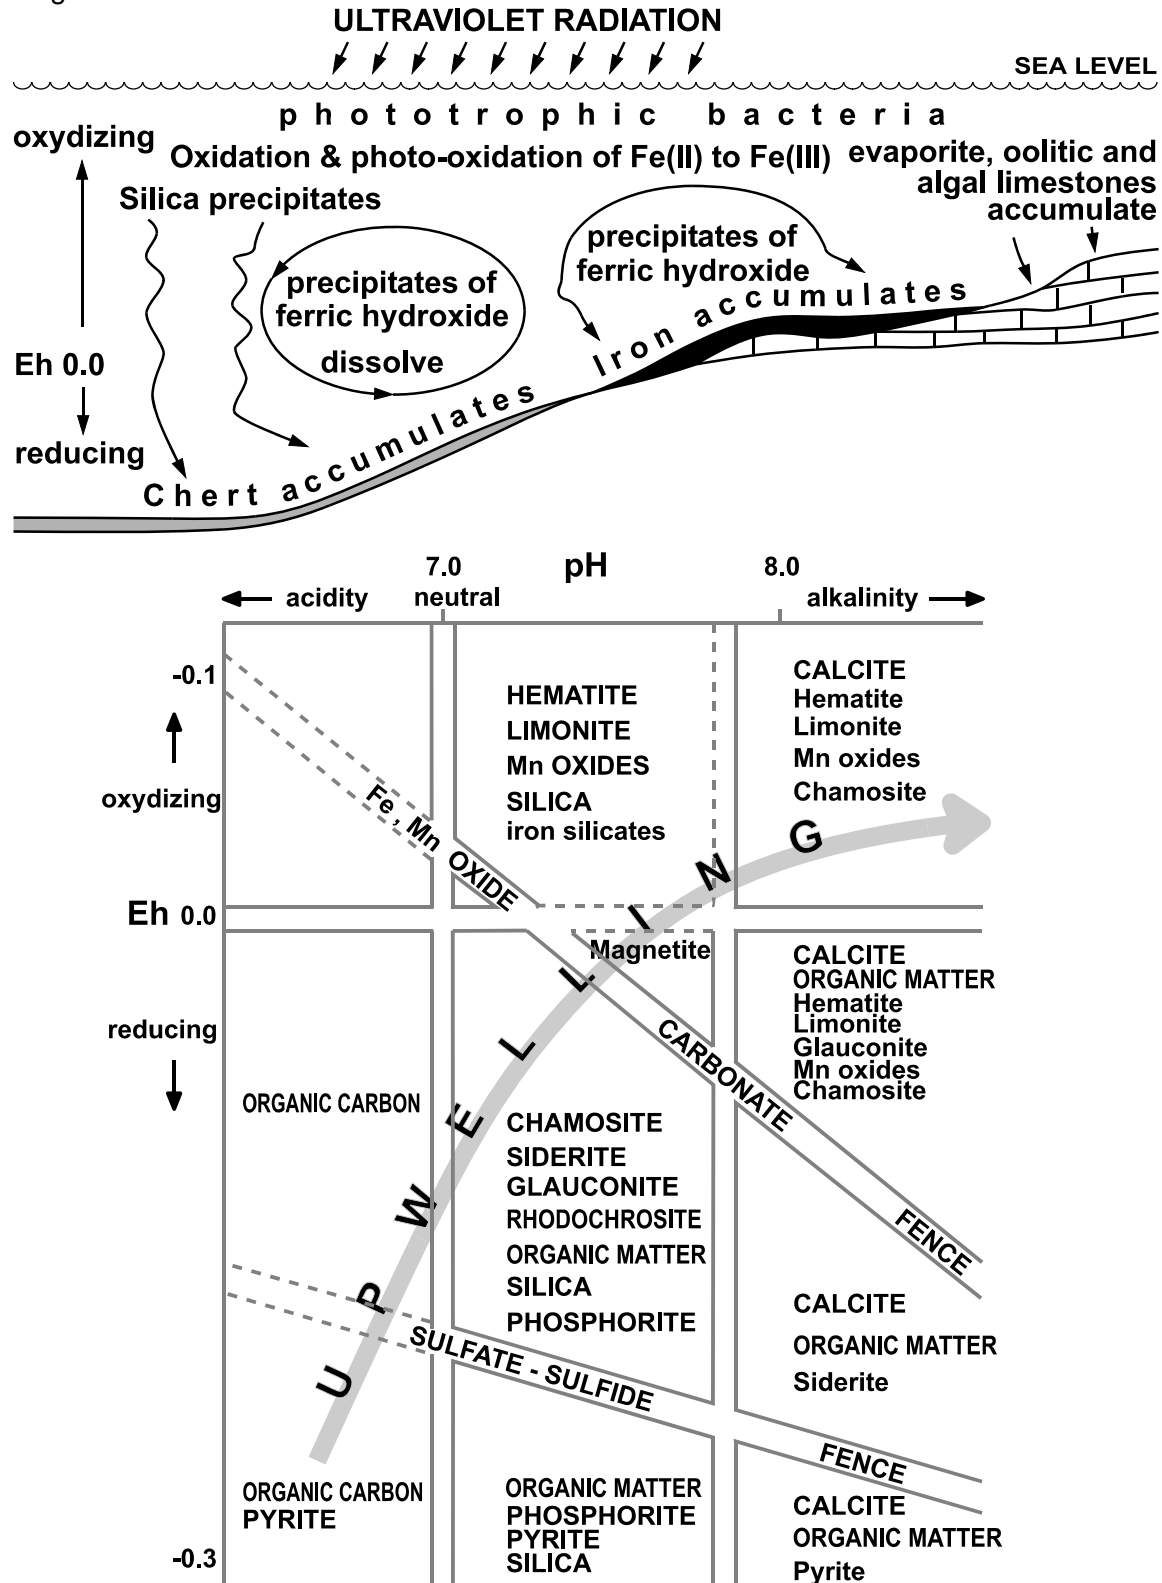 ULTRAVIOLET RADIATION
SEA LEVEL
phototrophic bacteria
oxydizing
Oxidation & photo-oxidation of Fe(II) to Fe(III)
evaporite, oolitic and
algal limestones
accumulate
Silica precipitates
precipitates of
ferric hydroxide
precipitates of
ferric hydroxide
dissolve
Iron accumulates
Eh 0.0
reducing
Chert accumulates
7.0
pH
8.0
acidity
neutral
alkalinity
-0.1
oxydizing
Eh 0.0
reducing
-0.3
HEMATITE
LIMONITE
Mn OXIDES
SILICA
iron silicates
CALCITE
Hematite
Limonite
Mn oxides
Chamosite
Fe, Mn OXIDE
CARBONATE
FENCE
UPWELLING
Magnetite
CALCITE
ORGANIC MATTER
Hematite
Limonite
Glauconite
Mn oxides
Chamosite
ORGANIC CARBON
CHAMOSITE
SIDERITE
GLAUCONITE
RHODOCHROSITE
ORGANIC MATTER
SILICA
PHOSPHORITE
CALCITE
ORGANIC MATTER
Siderite
SULFATE - SULFIDE
FENCE
ORGANIC CARBON
PYRITE
ORGANIC MATTER
PHOSPHORITE
PYRITE
SILICA
CALCITE
ORGANIC MATTER
Pyrite